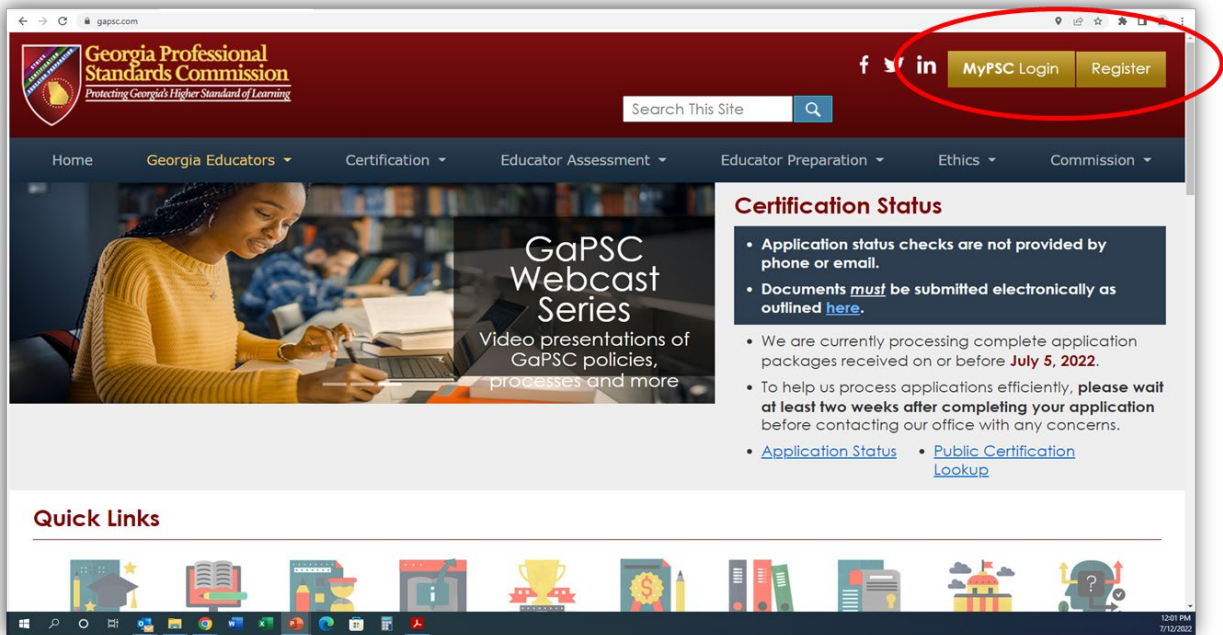 gapsc.com
Georgia Professional
Standards Commission
Protecting Georgia's Higher Standard of Learning
f in MyPSC Login Register
Search This Site
Home Georgia Educators Certification Educator Assessment Educator Preparation Ethics Commission
GaPSC
Webcast
Series
Video presentations of
GaPSC policies,
processes and more
Certification Status
• Application status checks are not provided by
phone or email.
• Documents must be submitted electronically as
outlined here.
• We are currently processing complete application
packages received on or before July 5, 2022.
• To help us process applications efficiently, please wait
at least two weeks after completing your application
before contacting our office with any concerns.
• Application Status • Public Certification
Lookup
Quick Links
12:01 PM
7/12/2022